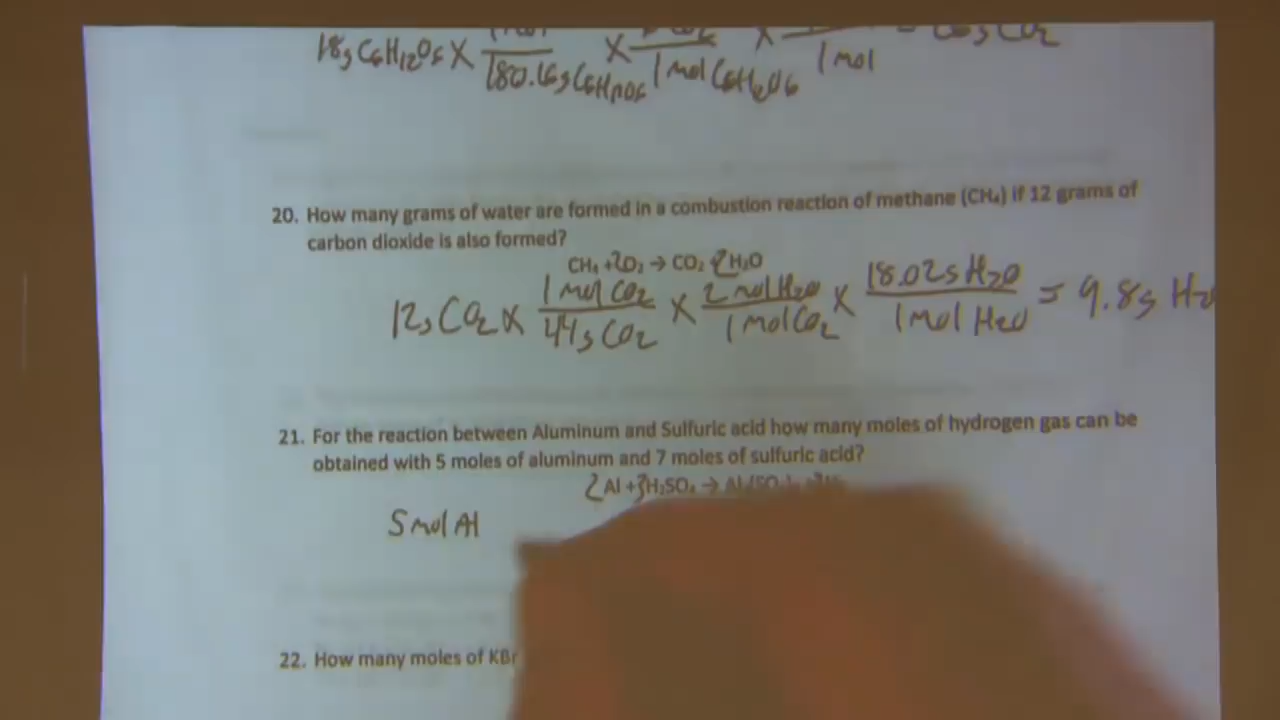 18g C6H12O6 X
180.16g C6H12O6 X 1 mol C6H12O6 X 1 mol
20. How many grams of water are formed in a combustion reaction of methane (CH₄) if 12 grams of
carbon dioxide is also formed?
CH₄ + 2O₂ → CO₂ 2H₂O
12g CO2 X 1 mol CO2 / 44g CO2 X 2 mol H2O / 1 mol CO2 X 18.02g H2O / 1 mol H2O = 9.8g H2O
21. For the reaction between Aluminum and Sulfuric acid how many moles of hydrogen gas can be
obtained with 5 moles of aluminum and 7 moles of sulfuric acid?
2Al + 3H₂SO₄ →
5 mol Al
22. How many moles of KBr